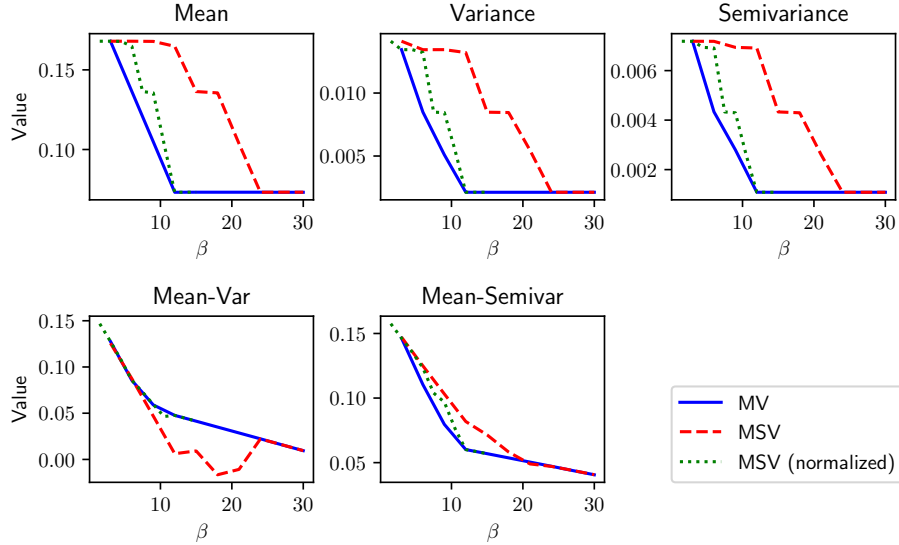 Mean
Variance
Semivariance
Value
0.15
0.10
0.010
0.005
0.006
0.004
0.002
10
20
30
10
20
30
10
20
30
β
β
β
Mean-Var
Mean-Semivar
Value
0.15
0.10
0.05
0.00
0.15
0.10
0.05
10
20
30
10
20
30
β
β
MV
MSV
MSV (normalized)